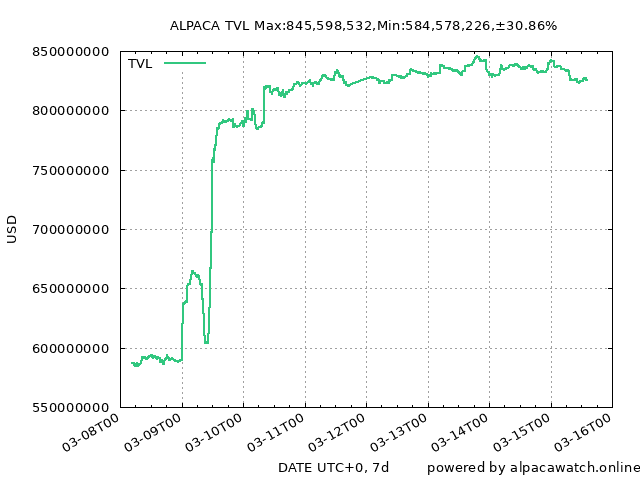 ALPACA TVL Max:845,598,532,Min:584,578,226,±30.86%
TVL
850000000
800000000
750000000
700000000
650000000
600000000
550000000
USD
03-08T00
03-09T00
03-10T00
03-11T00
03-12T00
03-13T00
03-14T00
03-15T00
03-16T00
DATE UTC+0, 7d
powered by alpacawatch.online